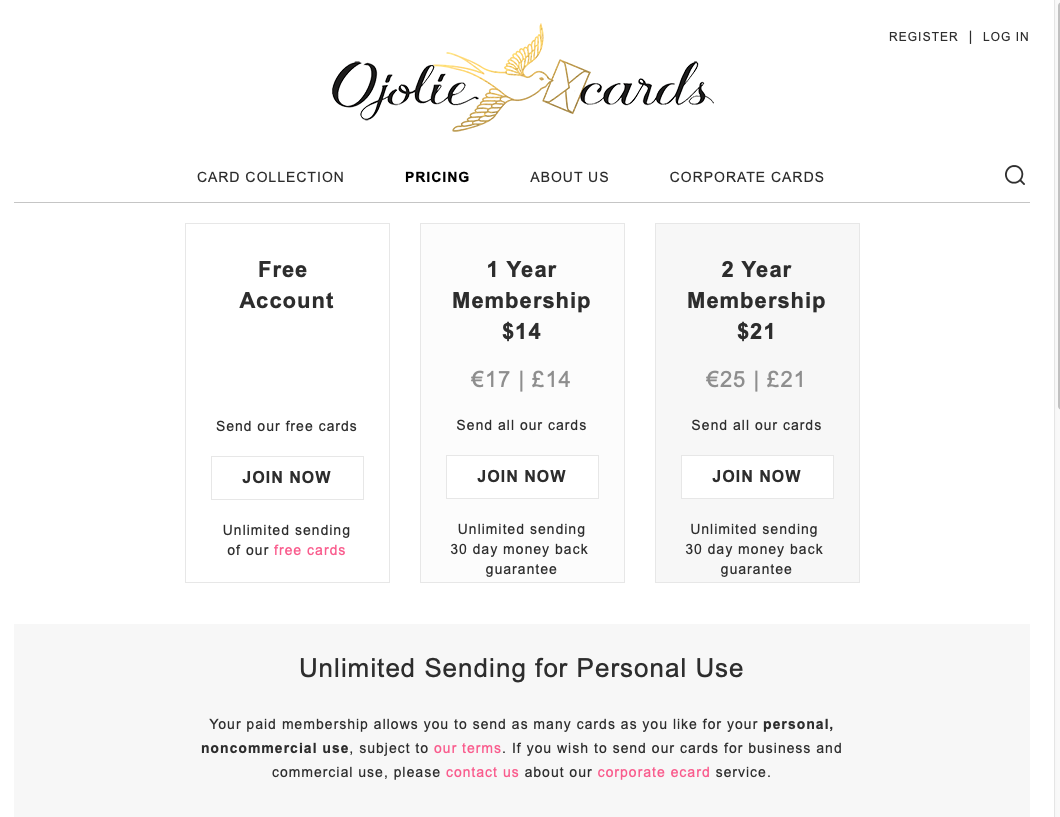 REGISTER | LOG IN
Ojolie cards
CARD COLLECTION PRICING ABOUT US CORPORATE CARDS
Free
Account
Send our free cards
JOIN NOW
Unlimited sending
of our free cards
1 Year
Membership
$14
€17 | £14
Send all our cards
JOIN NOW
Unlimited sending
30 day money back
guarantee
2 Year
Membership
$21
€25 | £21
Send all our cards
JOIN NOW
Unlimited sending
30 day money back
guarantee
Unlimited Sending for Personal Use
Your paid membership allows you to send as many cards as you like for your personal,
noncommercial use, subject to our terms. If you wish to send our cards for business and
commercial use, please contact us about our corporate ecard service.